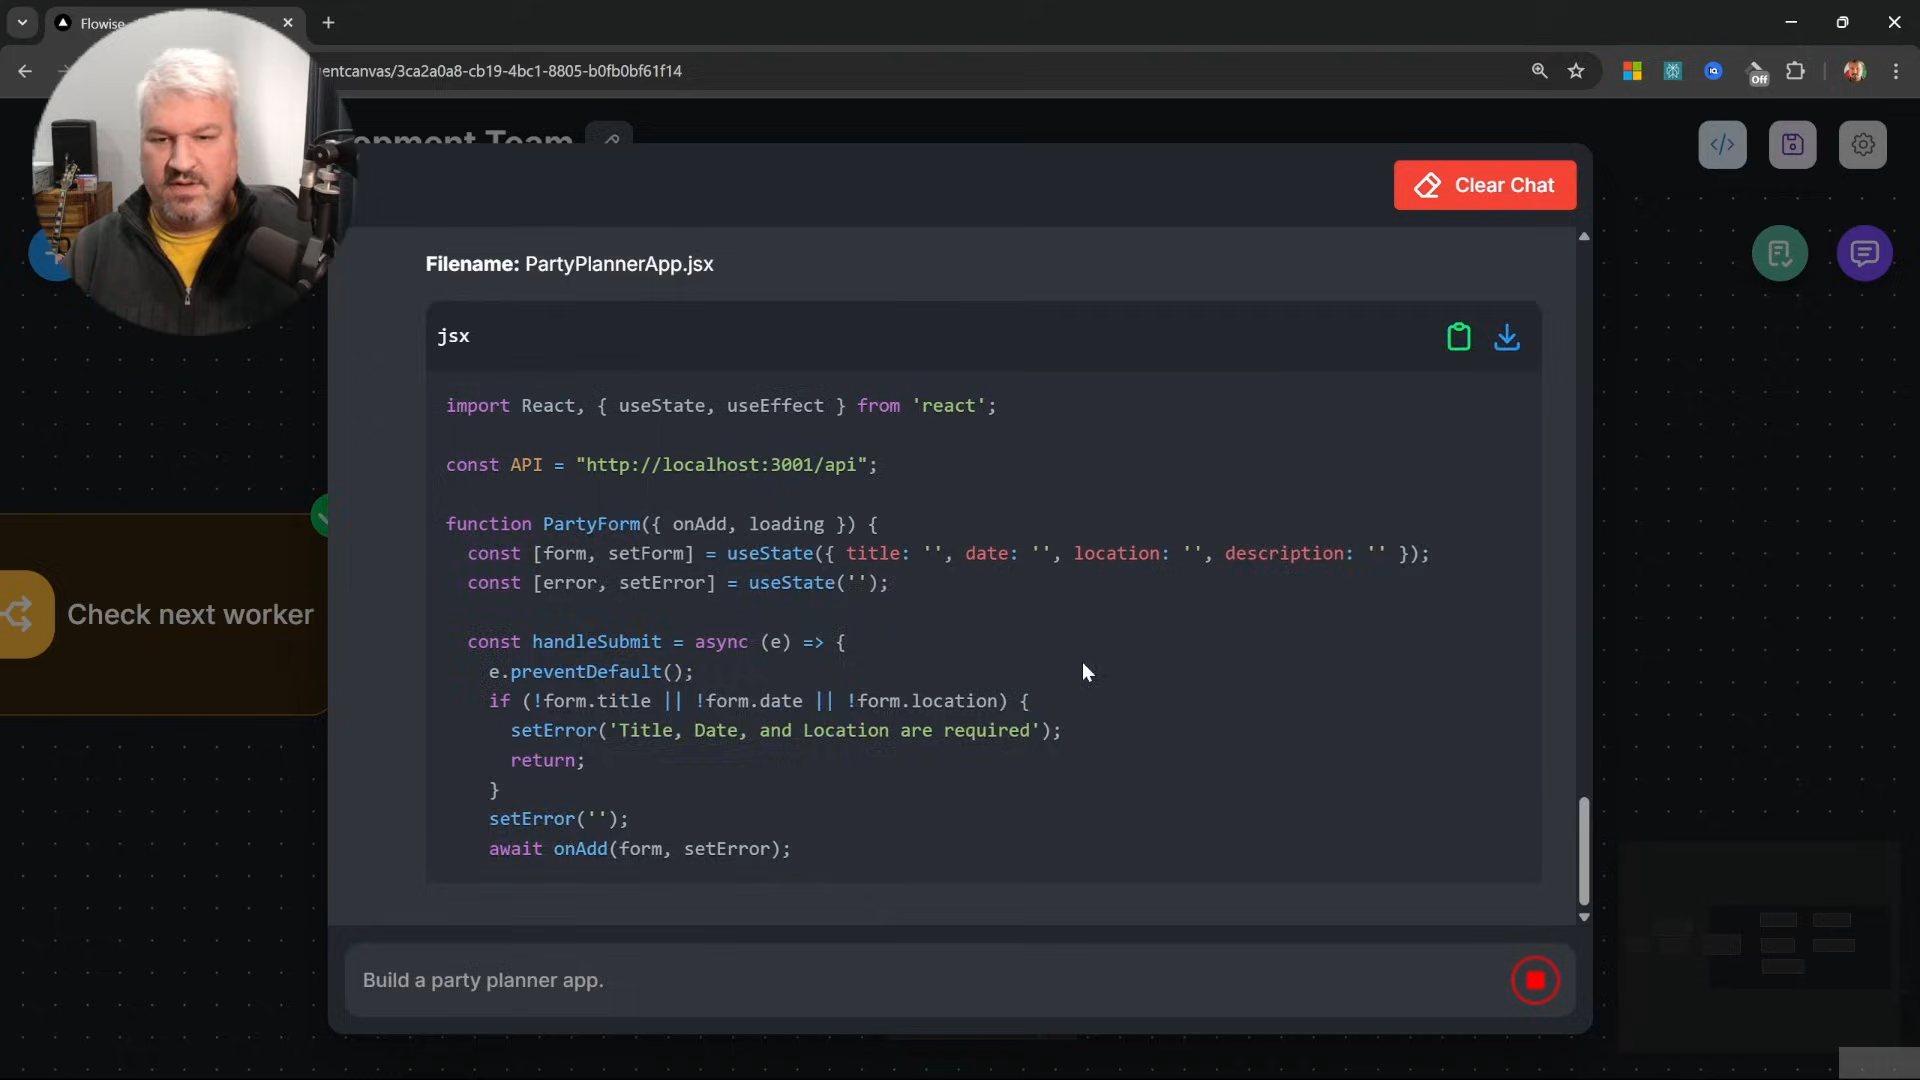 Flowise
entcanvas/3ca2a0a8-cb19-4bc1-8805-b0fb0bf61f14
Off
opment Team
Clear Chat
Filename: PartyPlannerApp.jsx
jsx
import React, { useState, useEffect } from 'react';
const API = "http://localhost:3001/api";
function PartyForm({ onAdd, loading }) {
const [form, setForm] = useState({ title: '', date: '', location: '', description: '' });
const [error, setError] = useState('');
const handleSubmit = async (e) => {
e.preventDefault();
if (!form.title || !form.date || !form.location) {
setError('Title, Date, and Location are required');
return;
}
setError('');
await onAdd(form, setError);
Check next worker
Build a party planner app.